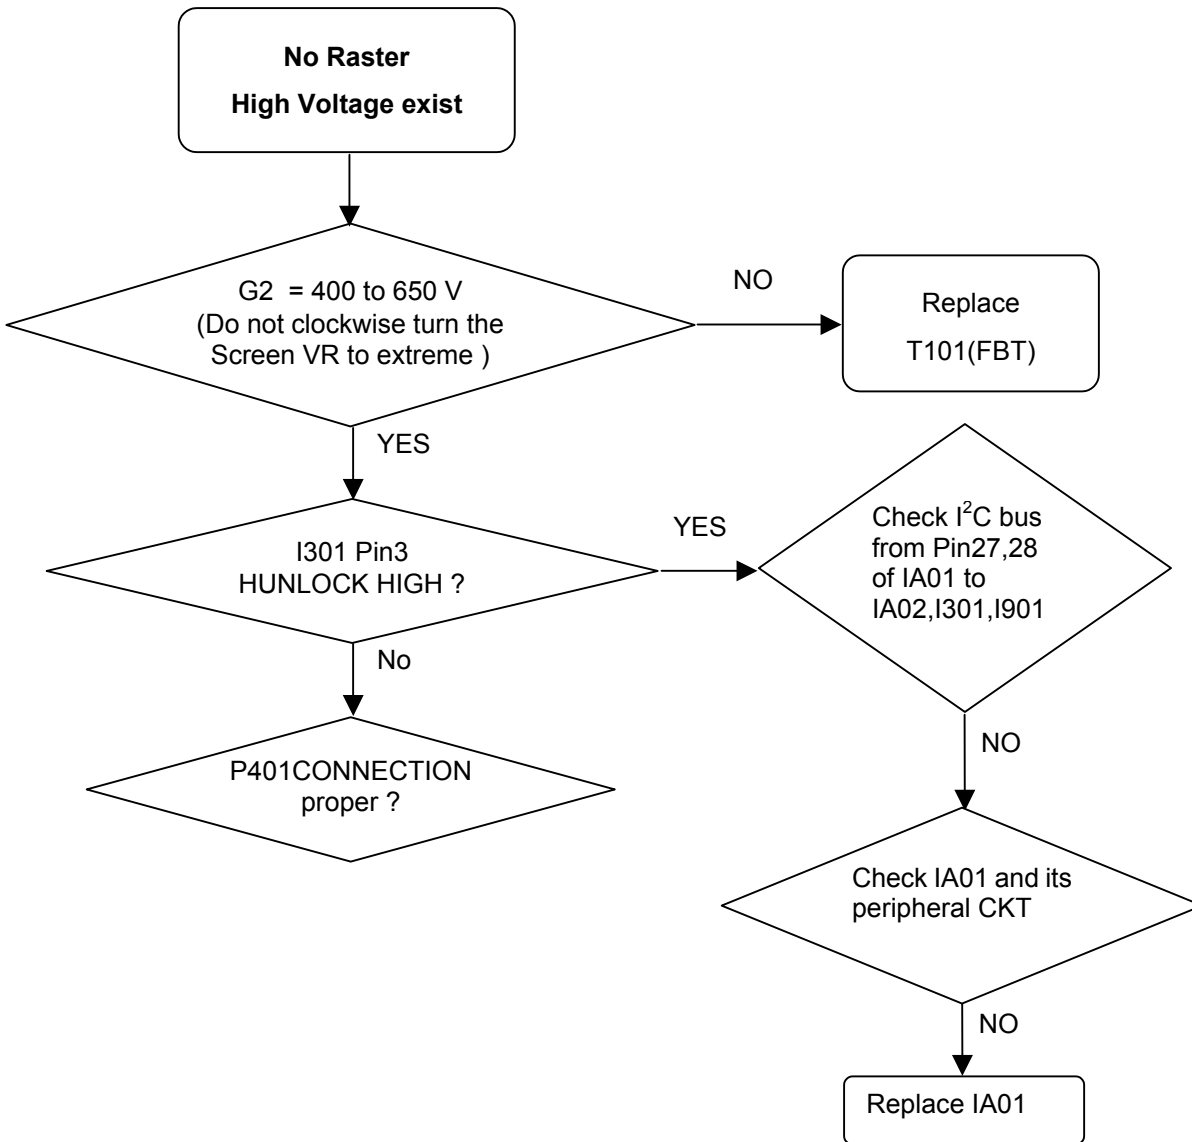 No Raster
High Voltage exist
G2 = 400 to 650 V
(Do not clockwise turn the
Screen VR to extreme )
NO
Replace
T101(FBT)
YES
I301 Pin3
HUNLOCK HIGH ?
YES
Check I²C bus
from Pin27,28
of IA01 to
IA02,I301,I901
No
P401CONNECTION
proper ?
NO
Check IA01 and its
peripheral CKT
NO
Replace IA01